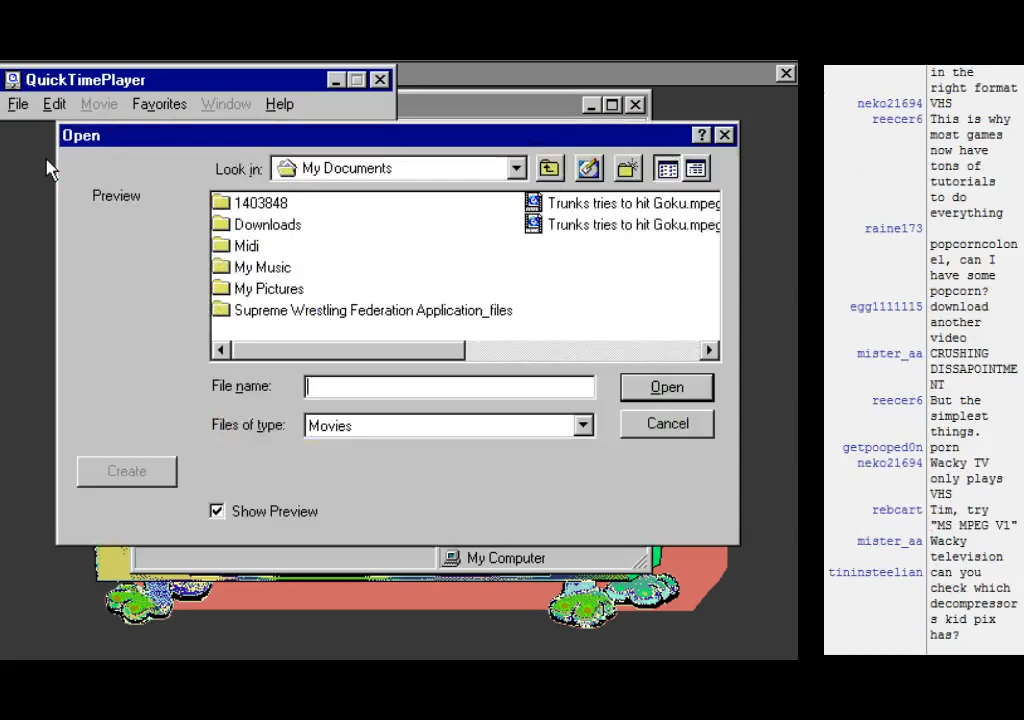 QuickTimePlayer
File Edit Movie Favorites Window Help
Open
Look in: My Documents
Preview
1403848
Downloads
Midi
My Music
My Pictures
Supreme Wrestling Federation Application_files
Trunks tries to hit Goku.mpeg
Trunks tries to hit Goku.mpeg
File name:
Open
Files of type: Movies
Cancel
Create
Show Preview
My Computer
in the
right format
neko21694 VHS
reecer6 This is why
most games
now have
tons of
tutorials
to do
everything
raine173
popcorncolon
el, can I
have some
popcorn?
egg1111115 download
another
video
mister_aa CRUSHING
DISSAPOINTME
NT
reecer6 But the
simplest
things.
getpooped0n porn
neko21694 Wacky TV
only plays
VHS
rebcart Tim, try
"MS MPEG V1"
mister_aa Wacky
television
tininsteelian can you
check which
decompressor
s kid pix
has?